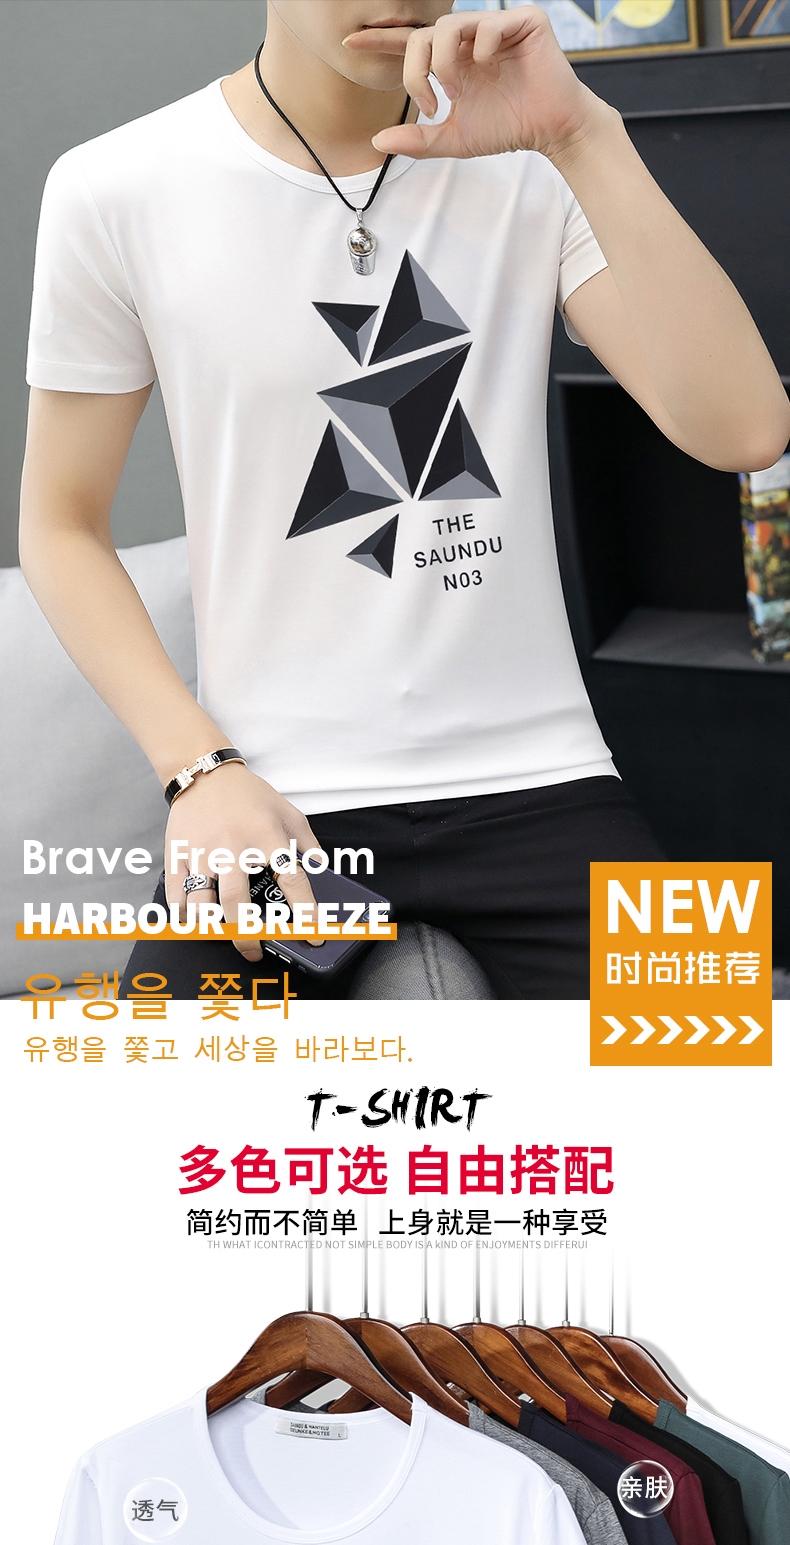 THE
SAUNDU
N03
Brave Freedom
HARBOUR BREEZE
유행을 쫓다
유행을 쫓고 세상을 바라보다.
NEW
时尚推荐
T-SHIRT
多色可选 自由搭配
简约而不简单 上身就是一种享受
TH WHAT ICONTRACTED NOT SIMPLE BODY IS A kIND OF ENJOYMENTS DIFFERUI
L
透气
亲肤